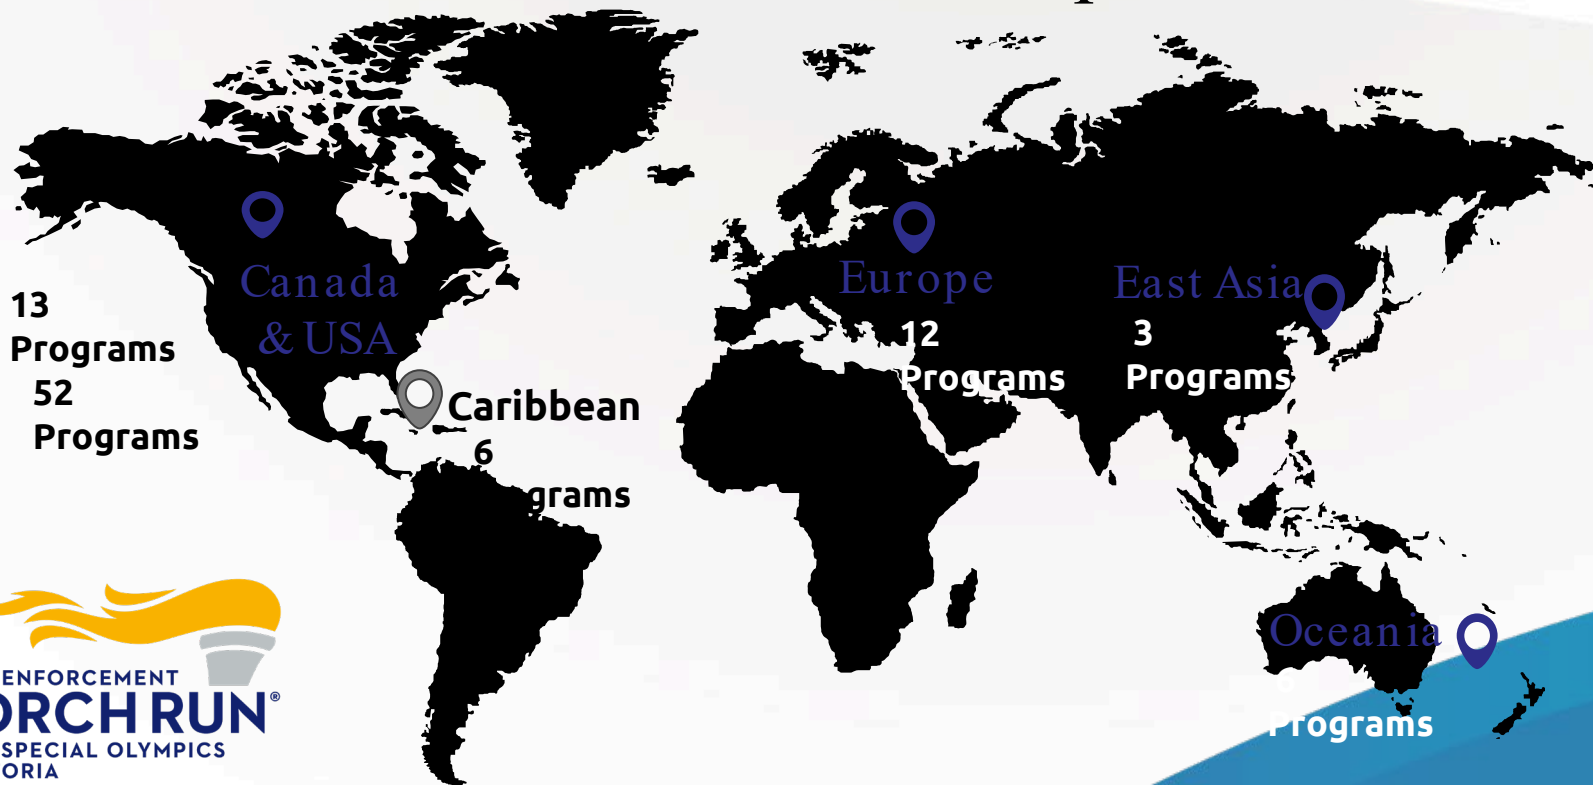 Canada
& USA
13
Programs
52
Programs
Caribbean
6
grams
Europe
12
Programs
East Asia
3
Programs
Oceania
Programs
ENFORCEMENT
ORCH RUN®
SPECIAL OLYMPICS
ORIA